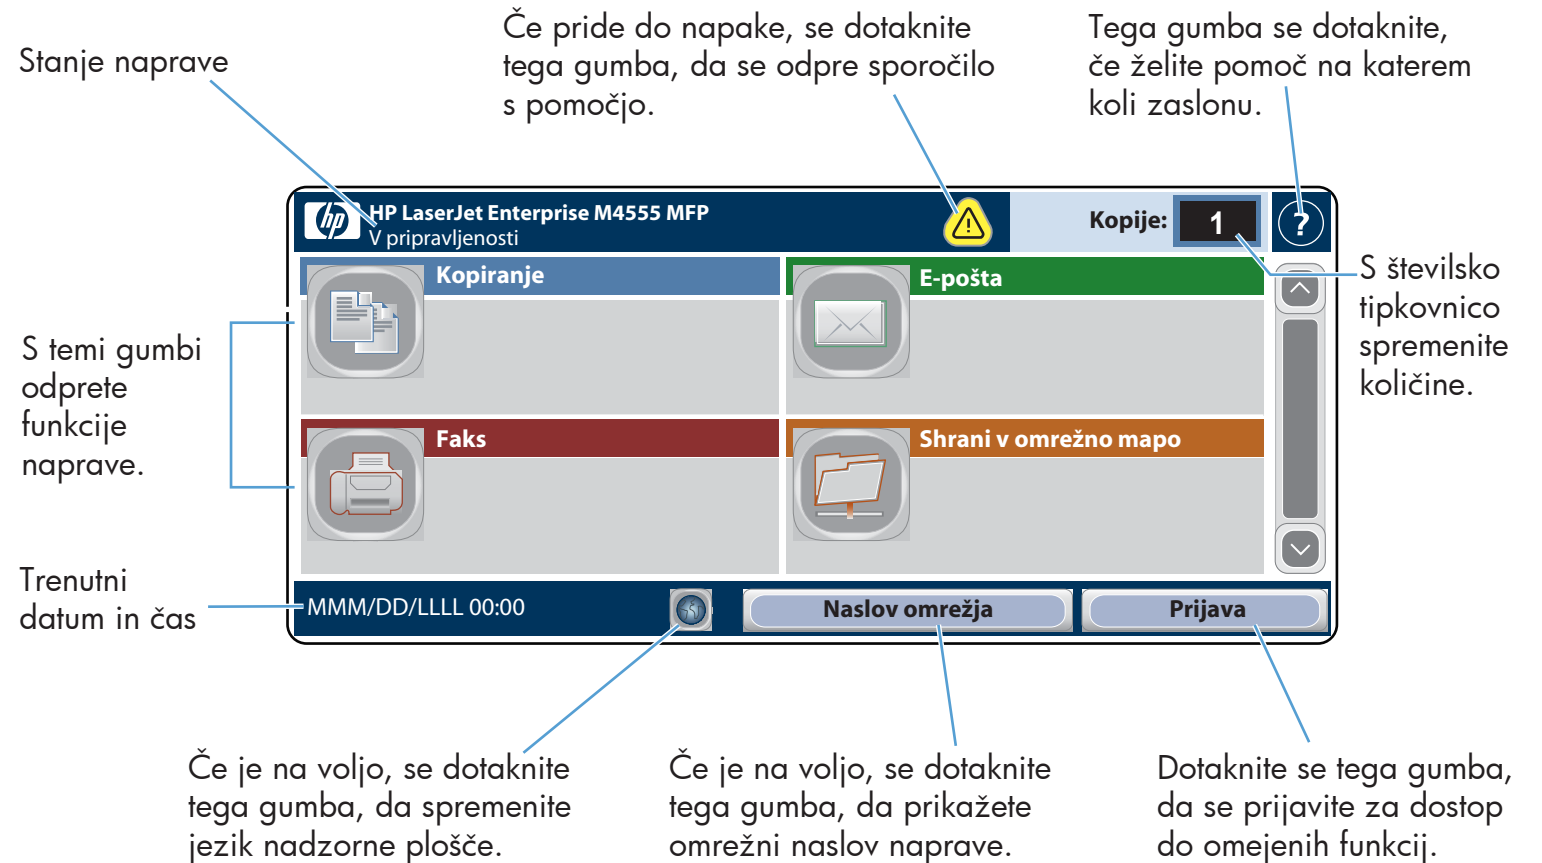 Če pride do napake, se dotaknite
tega gumba, da se odpre sporočilo
s pomočjo.
Tega gumba se dotaknite,
če želite pomoč na katerem
koli zaslonu.
Stanje naprave
hp
HP LaserJet Enterprise M4555 MFP
V pripravljenosti
Kopije:
1
?
Kopiranje
E-pošta
S številsko
tipkovnico
spremenite
količine.
S temi gumbi
odprete
funkcije
naprave.
Faks
Shrani v omrežno mapo
Trenutni
datum in čas
MMM/DD/LLLL 00:00
Naslov omrežja
Prijava
Če je na voljo, se dotaknite
tega gumba, da spremenite
jezik nadzorne plošče.
Če je na voljo, se dotaknite
tega gumba, da prikažete
omrežni naslov naprave.
Dotaknite se tega gumba,
da se prijavite za dostop
do omejenih funkcij.